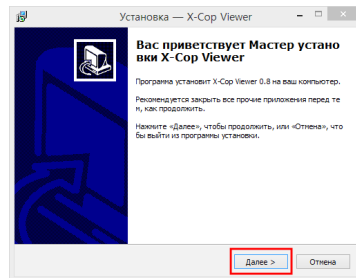 Установка — X-Cop Viewer
Вас приветствует Мастер устано
вки X-Cop Viewer
Программа установит X-Cop Viewer 0.8 на ваш компьютер.
Рекомендуется закрыть все прочие приложения перед те
м, как продолжить.
Нажмите «Далее», чтобы продолжить, или «Отмена», что
бы выйти из программы установки.
Далее > Отмена